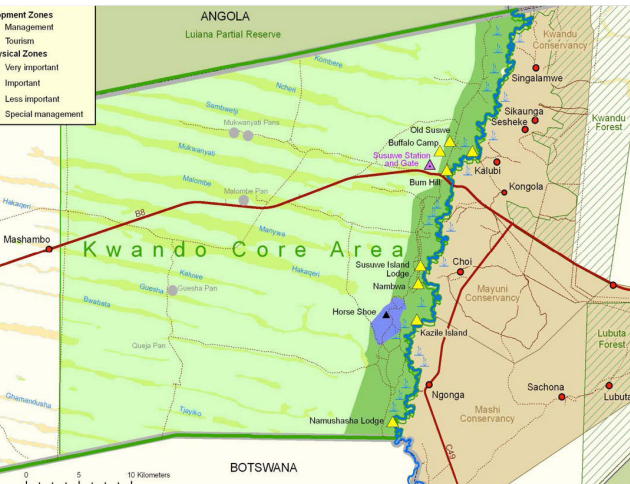 ANGOLA
Luiana Partial Reserve
opment Zones
Management
Tourism
ysical Zones
Very important
Important
Less important
Special management
Kwandu
Conservancy
Singalamwe
Kombere
Ncheri
Sambwetji
Mukwanyati Pans
Mukwanyati
Sikaunga
Sesheke
Kwandu
Forest
Old Suswe
Buffalo Camp
Susuwe Station
and Gate
Bum Hill
Kalubi
Kongola
Malombe
Malombe Pan
Hakaqeri
B8
Manywa
Mashambo
Kwando Core Area
Susuwe Island
Lodge
Choi
Nambwa
Kaliove
Hakaqeri
Guesha
Guesha Pan
Bwabata
Mayuni
Conservancy
Horse Shoe
Kazile Island
Queja Pan
Lubuta
Forest
Ngonga
Sachona
Lubuta
Ghamandusha
Tjayiko
Mashi
Conservancy
Namushasha Lodge
C49
BOTSWANA
0 5 10 Kilometers